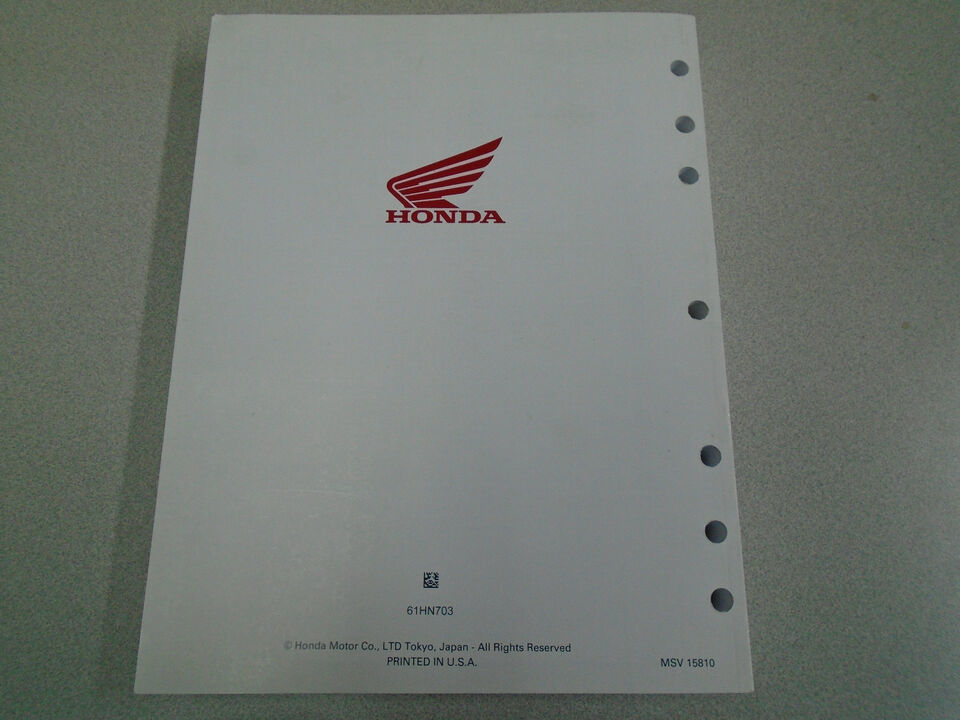 HONDA
61HN703
© Honda Motor Co., LTD Tokyo, Japan - All Rights Reserved
PRINTED IN U.S.A.
MSV 15810